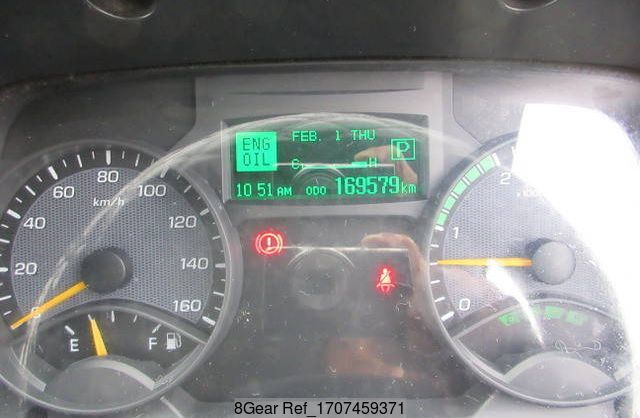 ENG
OIL
FEB. 1 THU
P
C H
10 51 AM ODO 169579 km
0
20
40
60
80
100
120
140
160
km/h
E F
0
1
2
8Gear Ref_1707459371